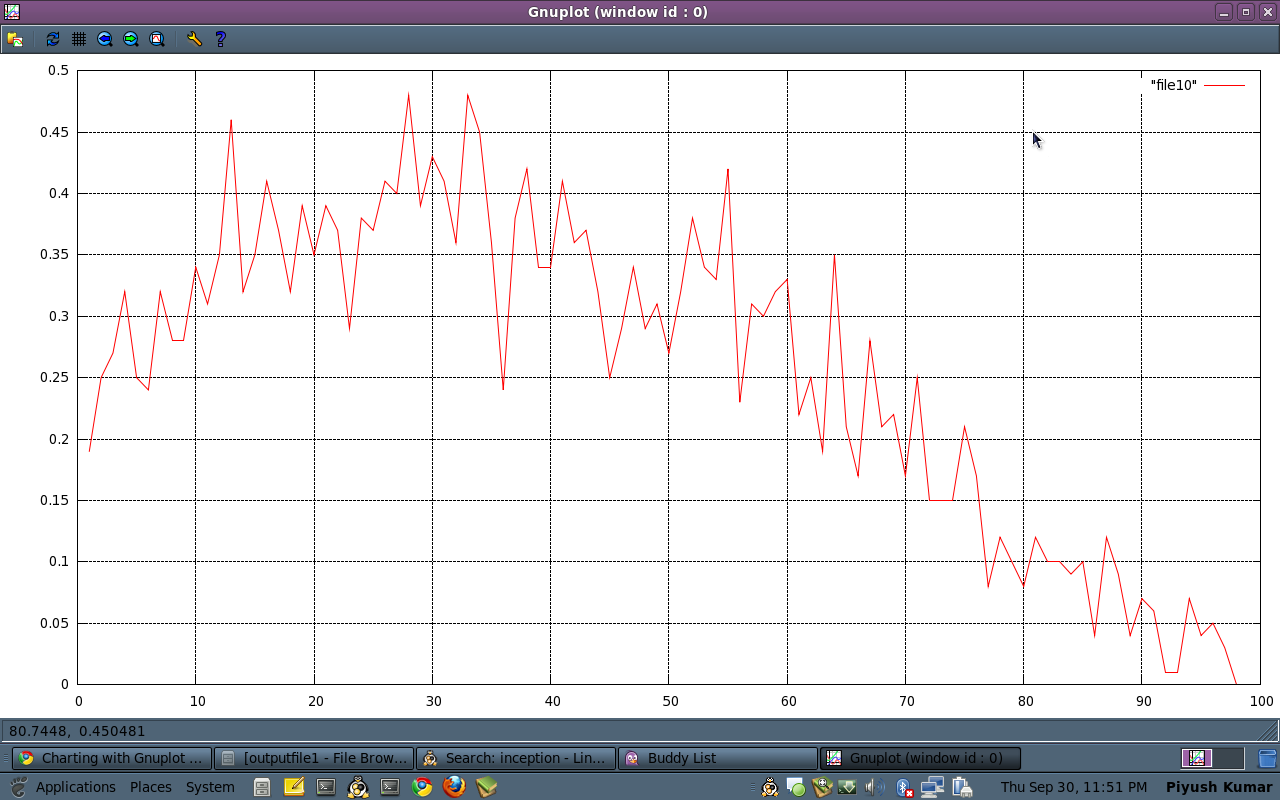 Gnuplot (window id : 0)
0.5
"file10"
0.45
0.4
0.35
0.3
0.25
0.2
0.15
0.1
0.05
0
0 10 20 30 40 50 60 70 80 90 100
80.7448, 0.450481
Charting with Gnuplot ... [outputfile1 - File Brow... Search: inception - Lin... Buddy List Gnuplot (window id : 0)
Applications Places System Thu Sep 30, 11:51 PM Piyush Kumar